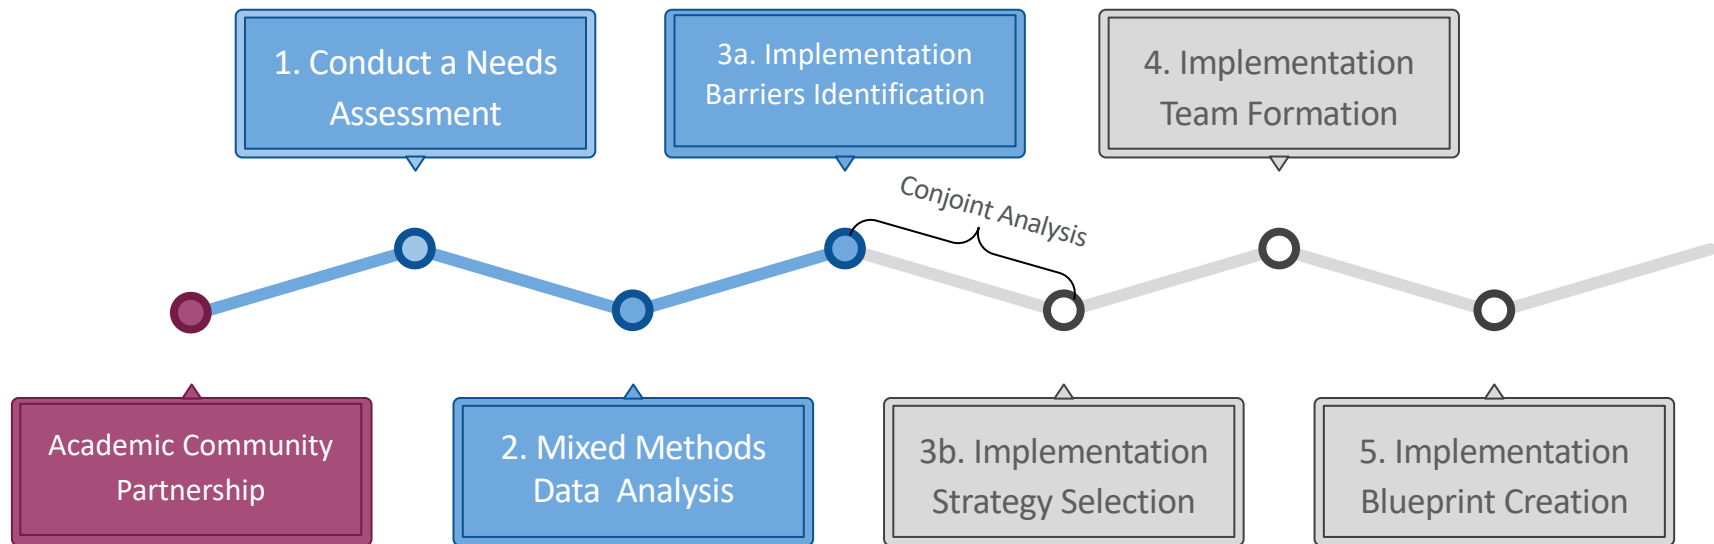 1. Conduct a Needs
Assessment
3a. Implementation
Barriers Identification
4. Implementation
Team Formation
Conjoint Analysis
Academic Community
Partnership
2. Mixed Methods
Data  Analysis
3b. Implementation
Strategy Selection
5. Implementation
Blueprint Creation